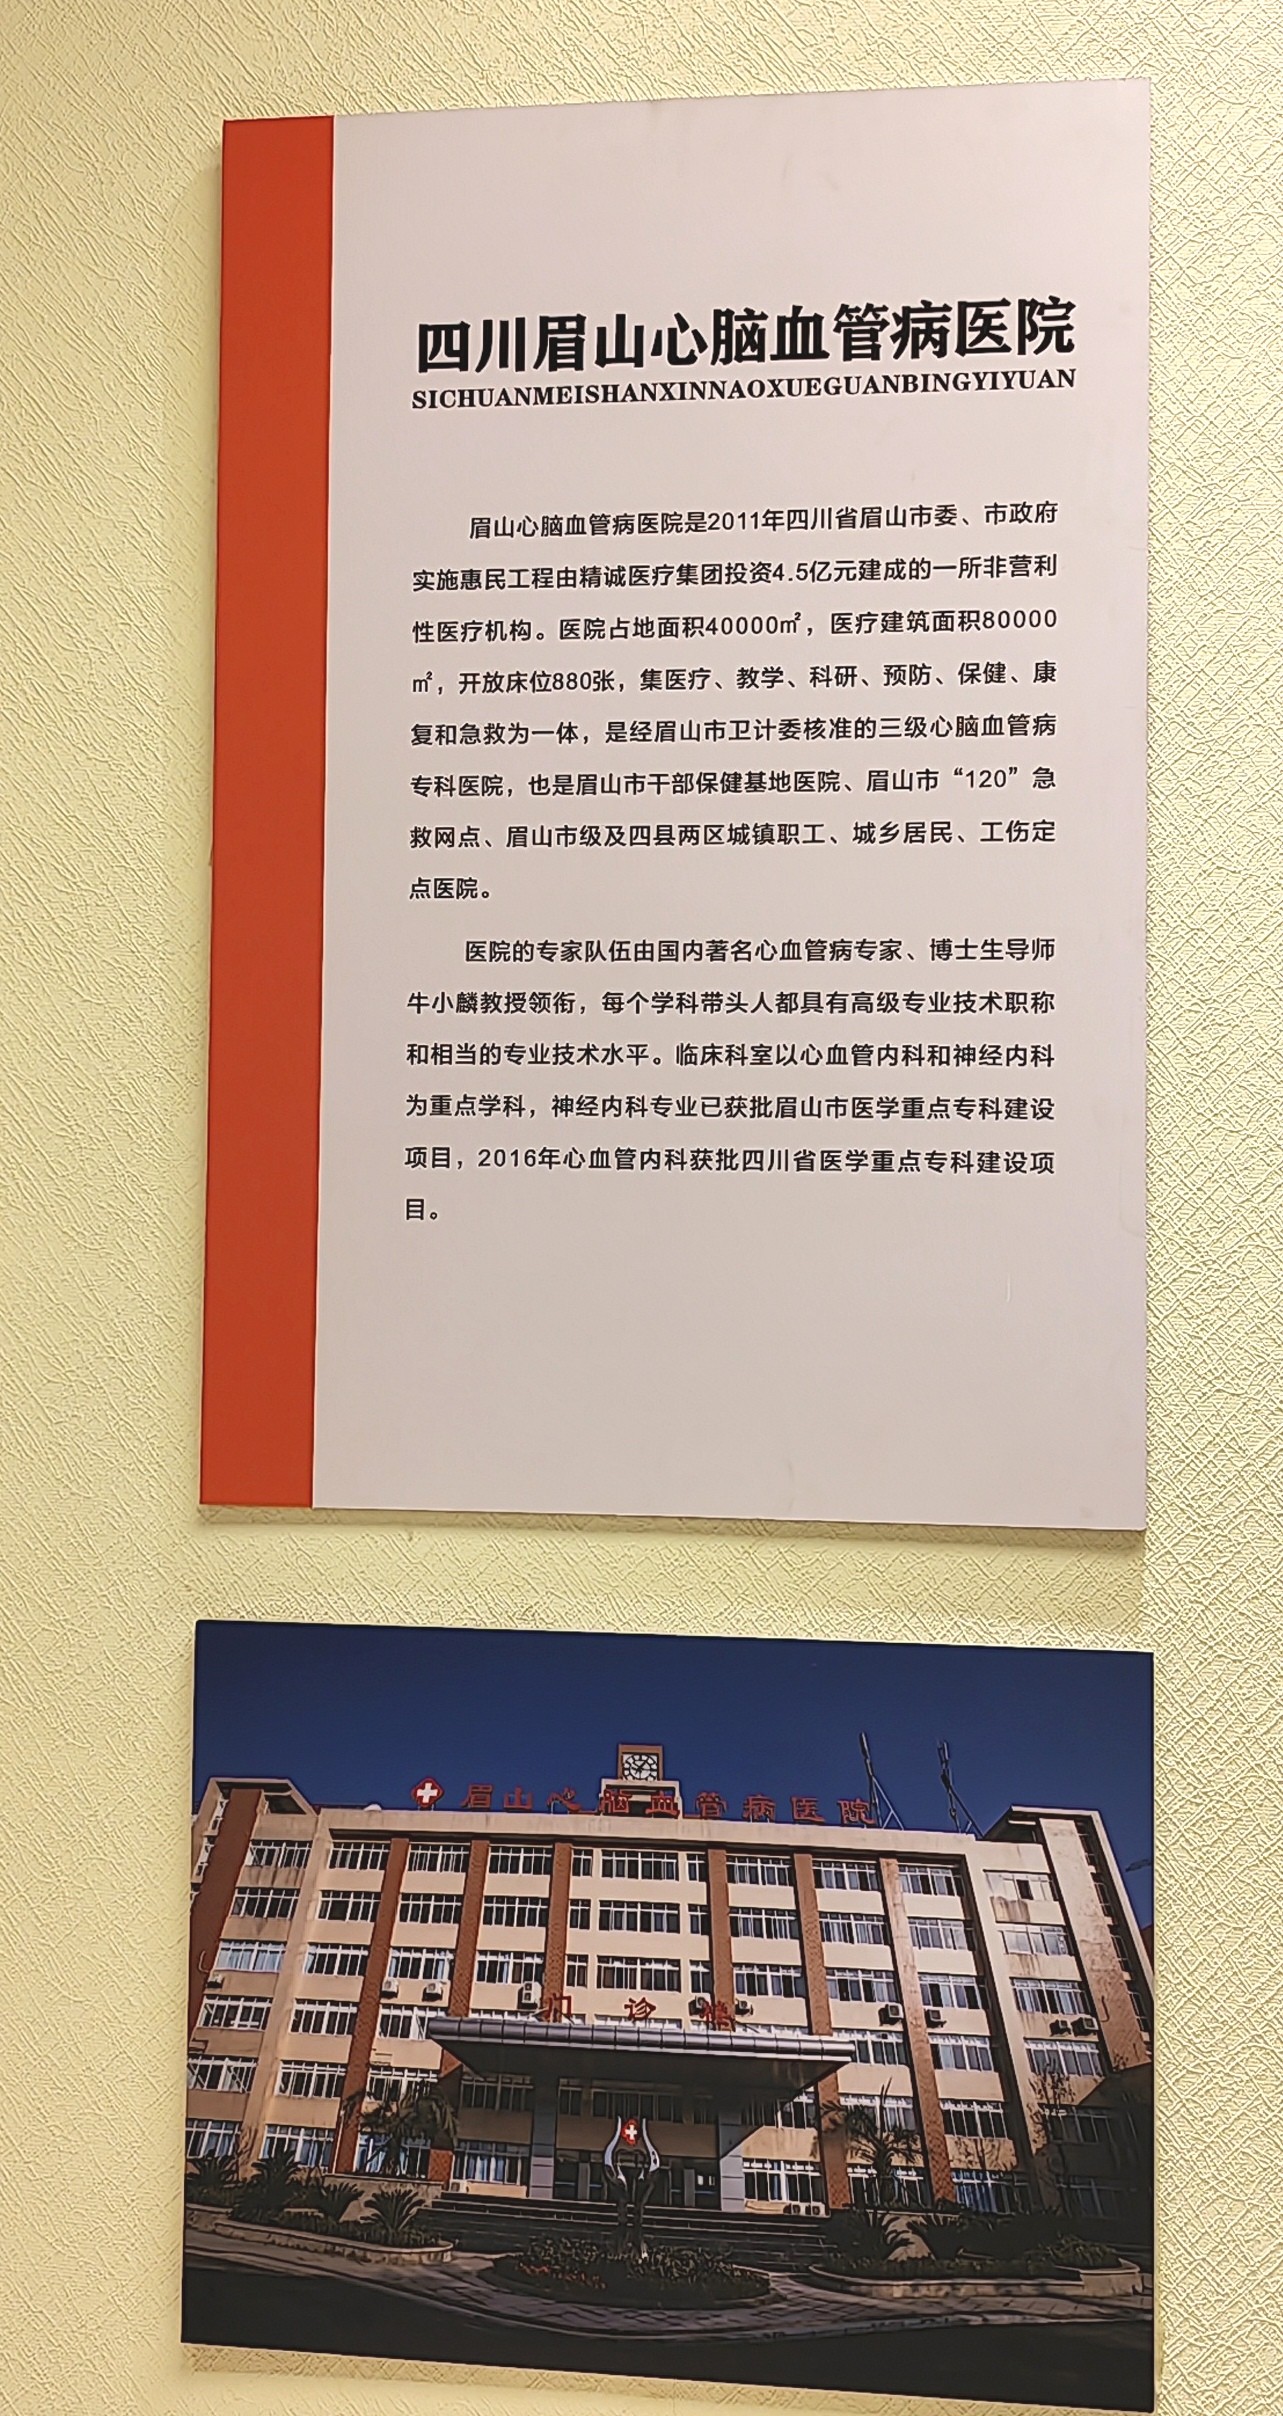 四川眉山心脑血管病医院
SICHUANMEISHANXINNAOXUEGUANBINGYIYUAN
眉山心脑血管病医院是2011年四川省眉山市委、市政府
实施惠民工程由精诚医疗集团投资4.5亿元建成的一所非营利
性医疗机构。医院占地面积40000㎡，医疗建筑面积80000
㎡，开放床位880张，集医疗、教学、科研、预防、保健、康
复和急救为一体，是经眉山市卫计委核准的三级心脑血管病
专科医院，也是眉山市干部保健基地医院、眉山市“120”急
救网点、眉山市级及四县两区城镇职工、城乡居民、工伤定
点医院。
医院的专家队伍由国内著名心血管病专家、博士生导师
牛小麟教授领衔，每个学科带头人都具有高级专业技术职称
和相当的专业技术水平。临床科室以心血管内科和神经内科
为重点学科，神经内科专业已获批眉山市医学重点专科建设
项目，2016年心血管内科获批四川省医学重点专科建设项
目。
眉山心脑血管病医院
门诊楼